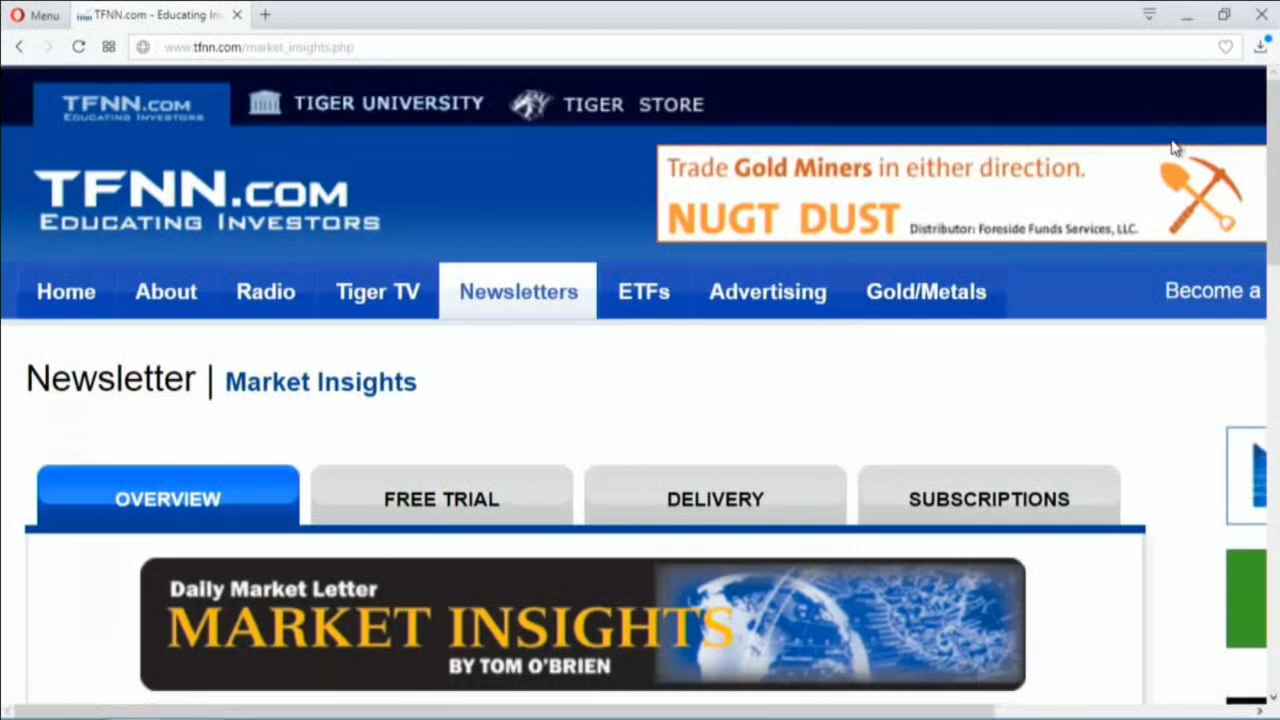 Menu
TFNN.com - Educating In
www.tfnn.com/market_insights.php
TFNN.COM
EDUCATING INVESTORS
TIGER UNIVERSITY
TIGER STORE
TFNN.COM
EDUCATING INVESTORS
Trade Gold Miners in either direction.
NUGT DUST Distributor: Foreside Funds Services, LLC.
Home About Radio Tiger TV Newsletters ETFs Advertising Gold/Metals Become a
Newsletter | Market Insights
OVERVIEW FREE TRIAL DELIVERY SUBSCRIPTIONS
Daily Market Letter
MARKET INSIGHTS
BY TOM O'BRIEN